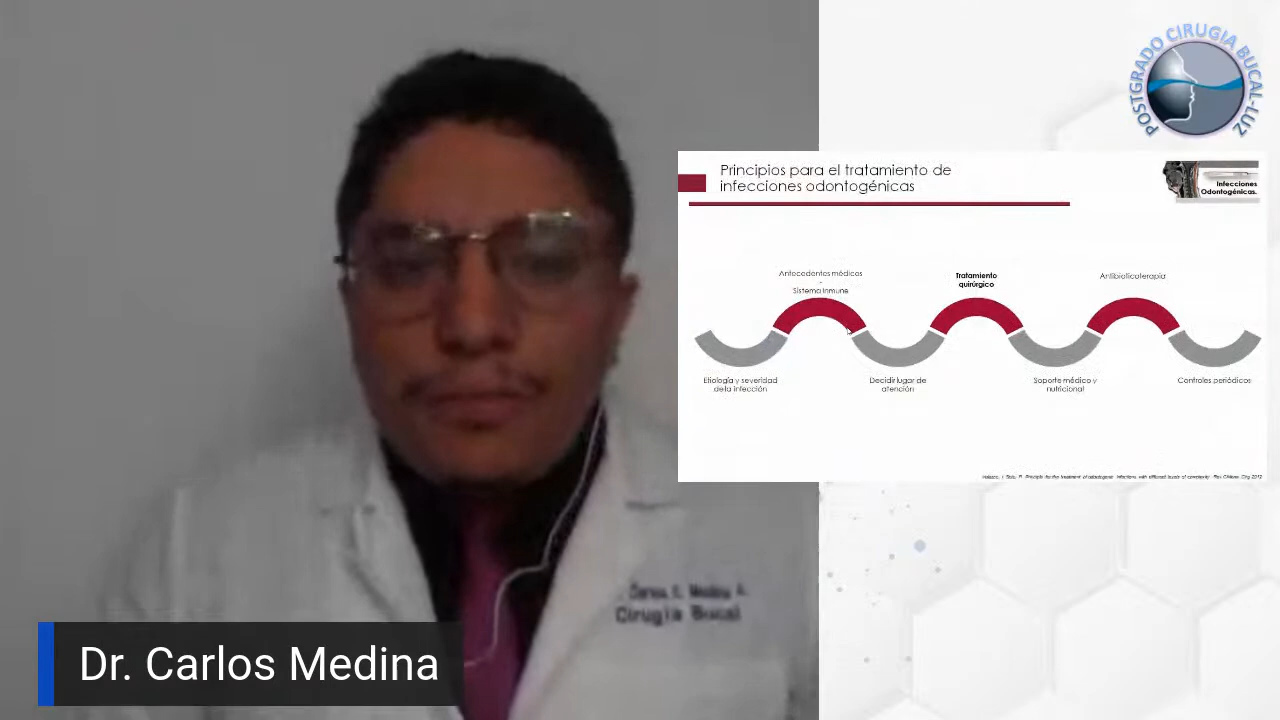 POSTGRADO CIRUGIA BUCAL-LUZ
Principios para el tratamiento de
infecciones odontogénicas
Infecciones
Odontogénicas.
Antecedentes médicos
-
Sistema Inmune
Tratamiento
quirúrgico
Antibioticoterapia
Etiología y severidad
de la infección
Decidir lugar de
atención
Soporte médico y
nutricional
Controles periódicos
Medina A.
Cirugía Bucal
Dr. Carlos Medina